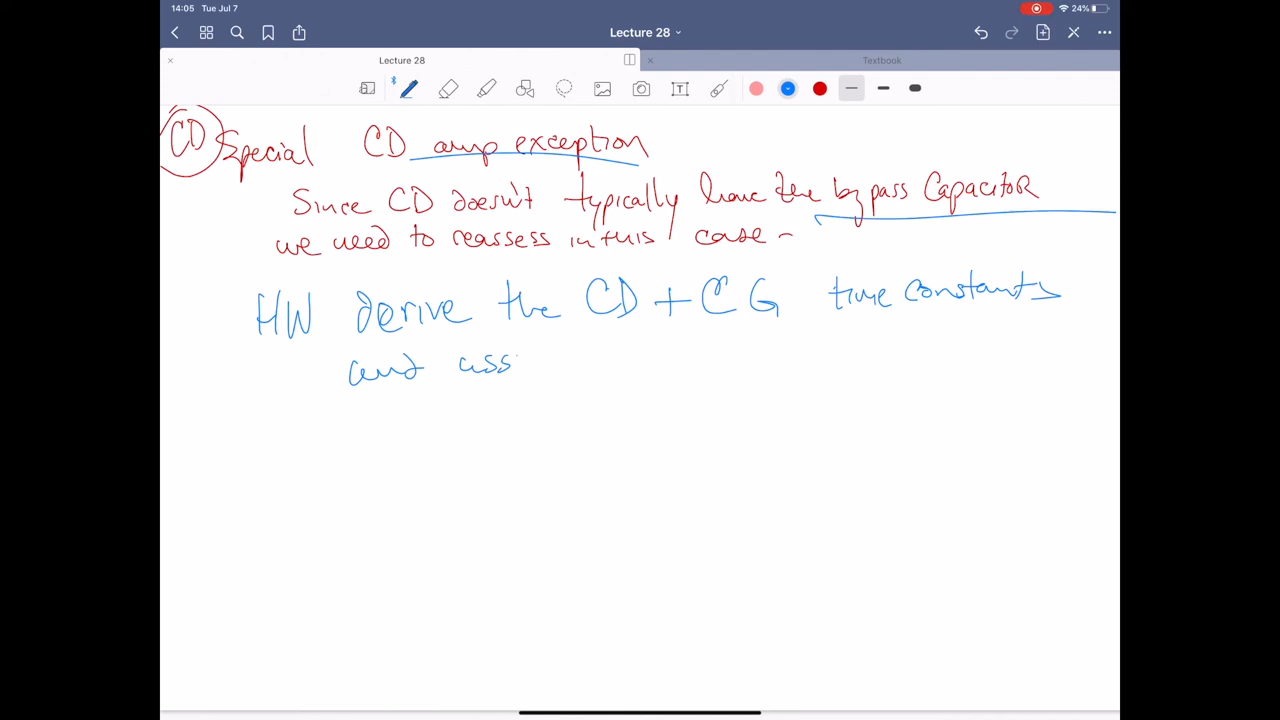 14:05 Tue Jul 7
24%
Lecture 28
Lecture 28
Textbook
CD Special CD amp exception
Since CD doesn't typically have the bypass Capacitor
we need to reassess in this case -
HW derive the CD + CG time constants
and ass